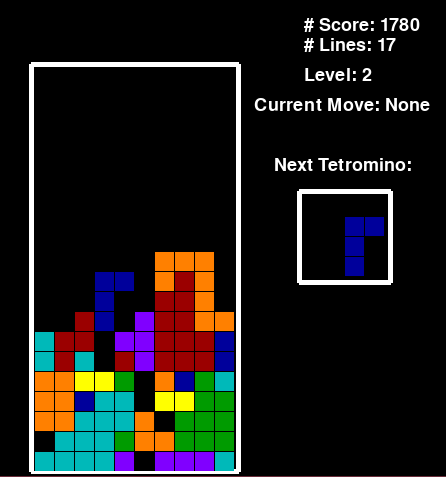 # Score: 1780
# Lines: 17
Level: 2
Current Move: None
Next Tetromino: